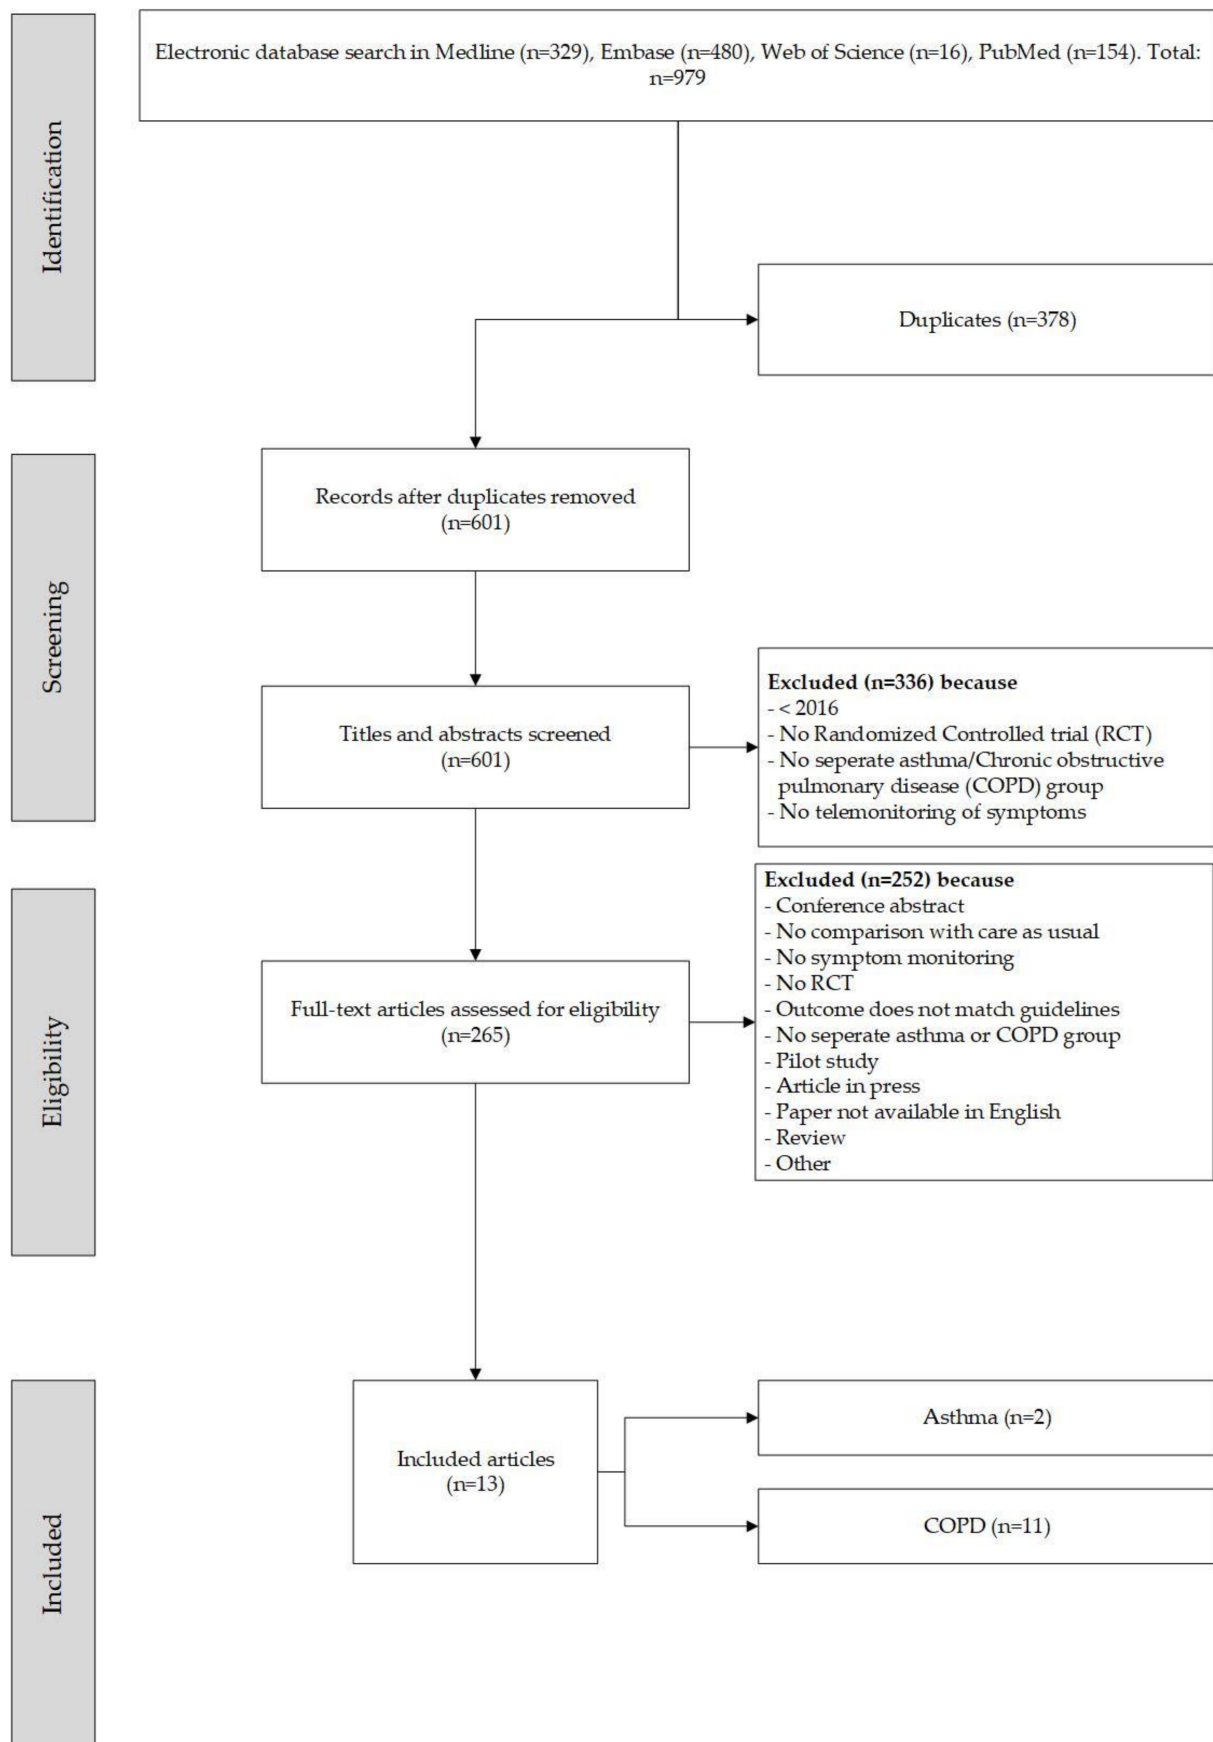 Identification
Electronic database search in Medline (n=329), Embase (n=480), Web of Science (n=16), PubMed (n=154). Total:
n=979
Duplicates (n=378)
Screening
Records after duplicates removed
(n=601)
Titles and abstracts screened
(n=601)
Excluded (n=336) because
- < 2016
- No Randomized Controlled trial (RCT)
- No seperate asthma/Chronic obstructive
pulmonary disease (COPD) group
- No telemonitoring of symptoms
Eligibility
Full-text articles assessed for eligibility
(n=265)
Excluded (n=252) because
- Conference abstract
- No comparison with care as usual
- No symptom monitoring
- No RCT
- Outcome does not match guidelines
- No seperate asthma or COPD group
- Pilot study
- Article in press
- Paper not available in English
- Review
- Other
Included
Included articles
(n=13)
Asthma (n=2)
COPD (n=11)